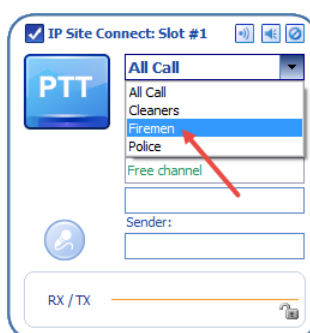 IP Site Connect: Slot #1
PTT
All Call
All Call
Cleaners
Firemen
Police
Free channel
Sender:
RX / TX